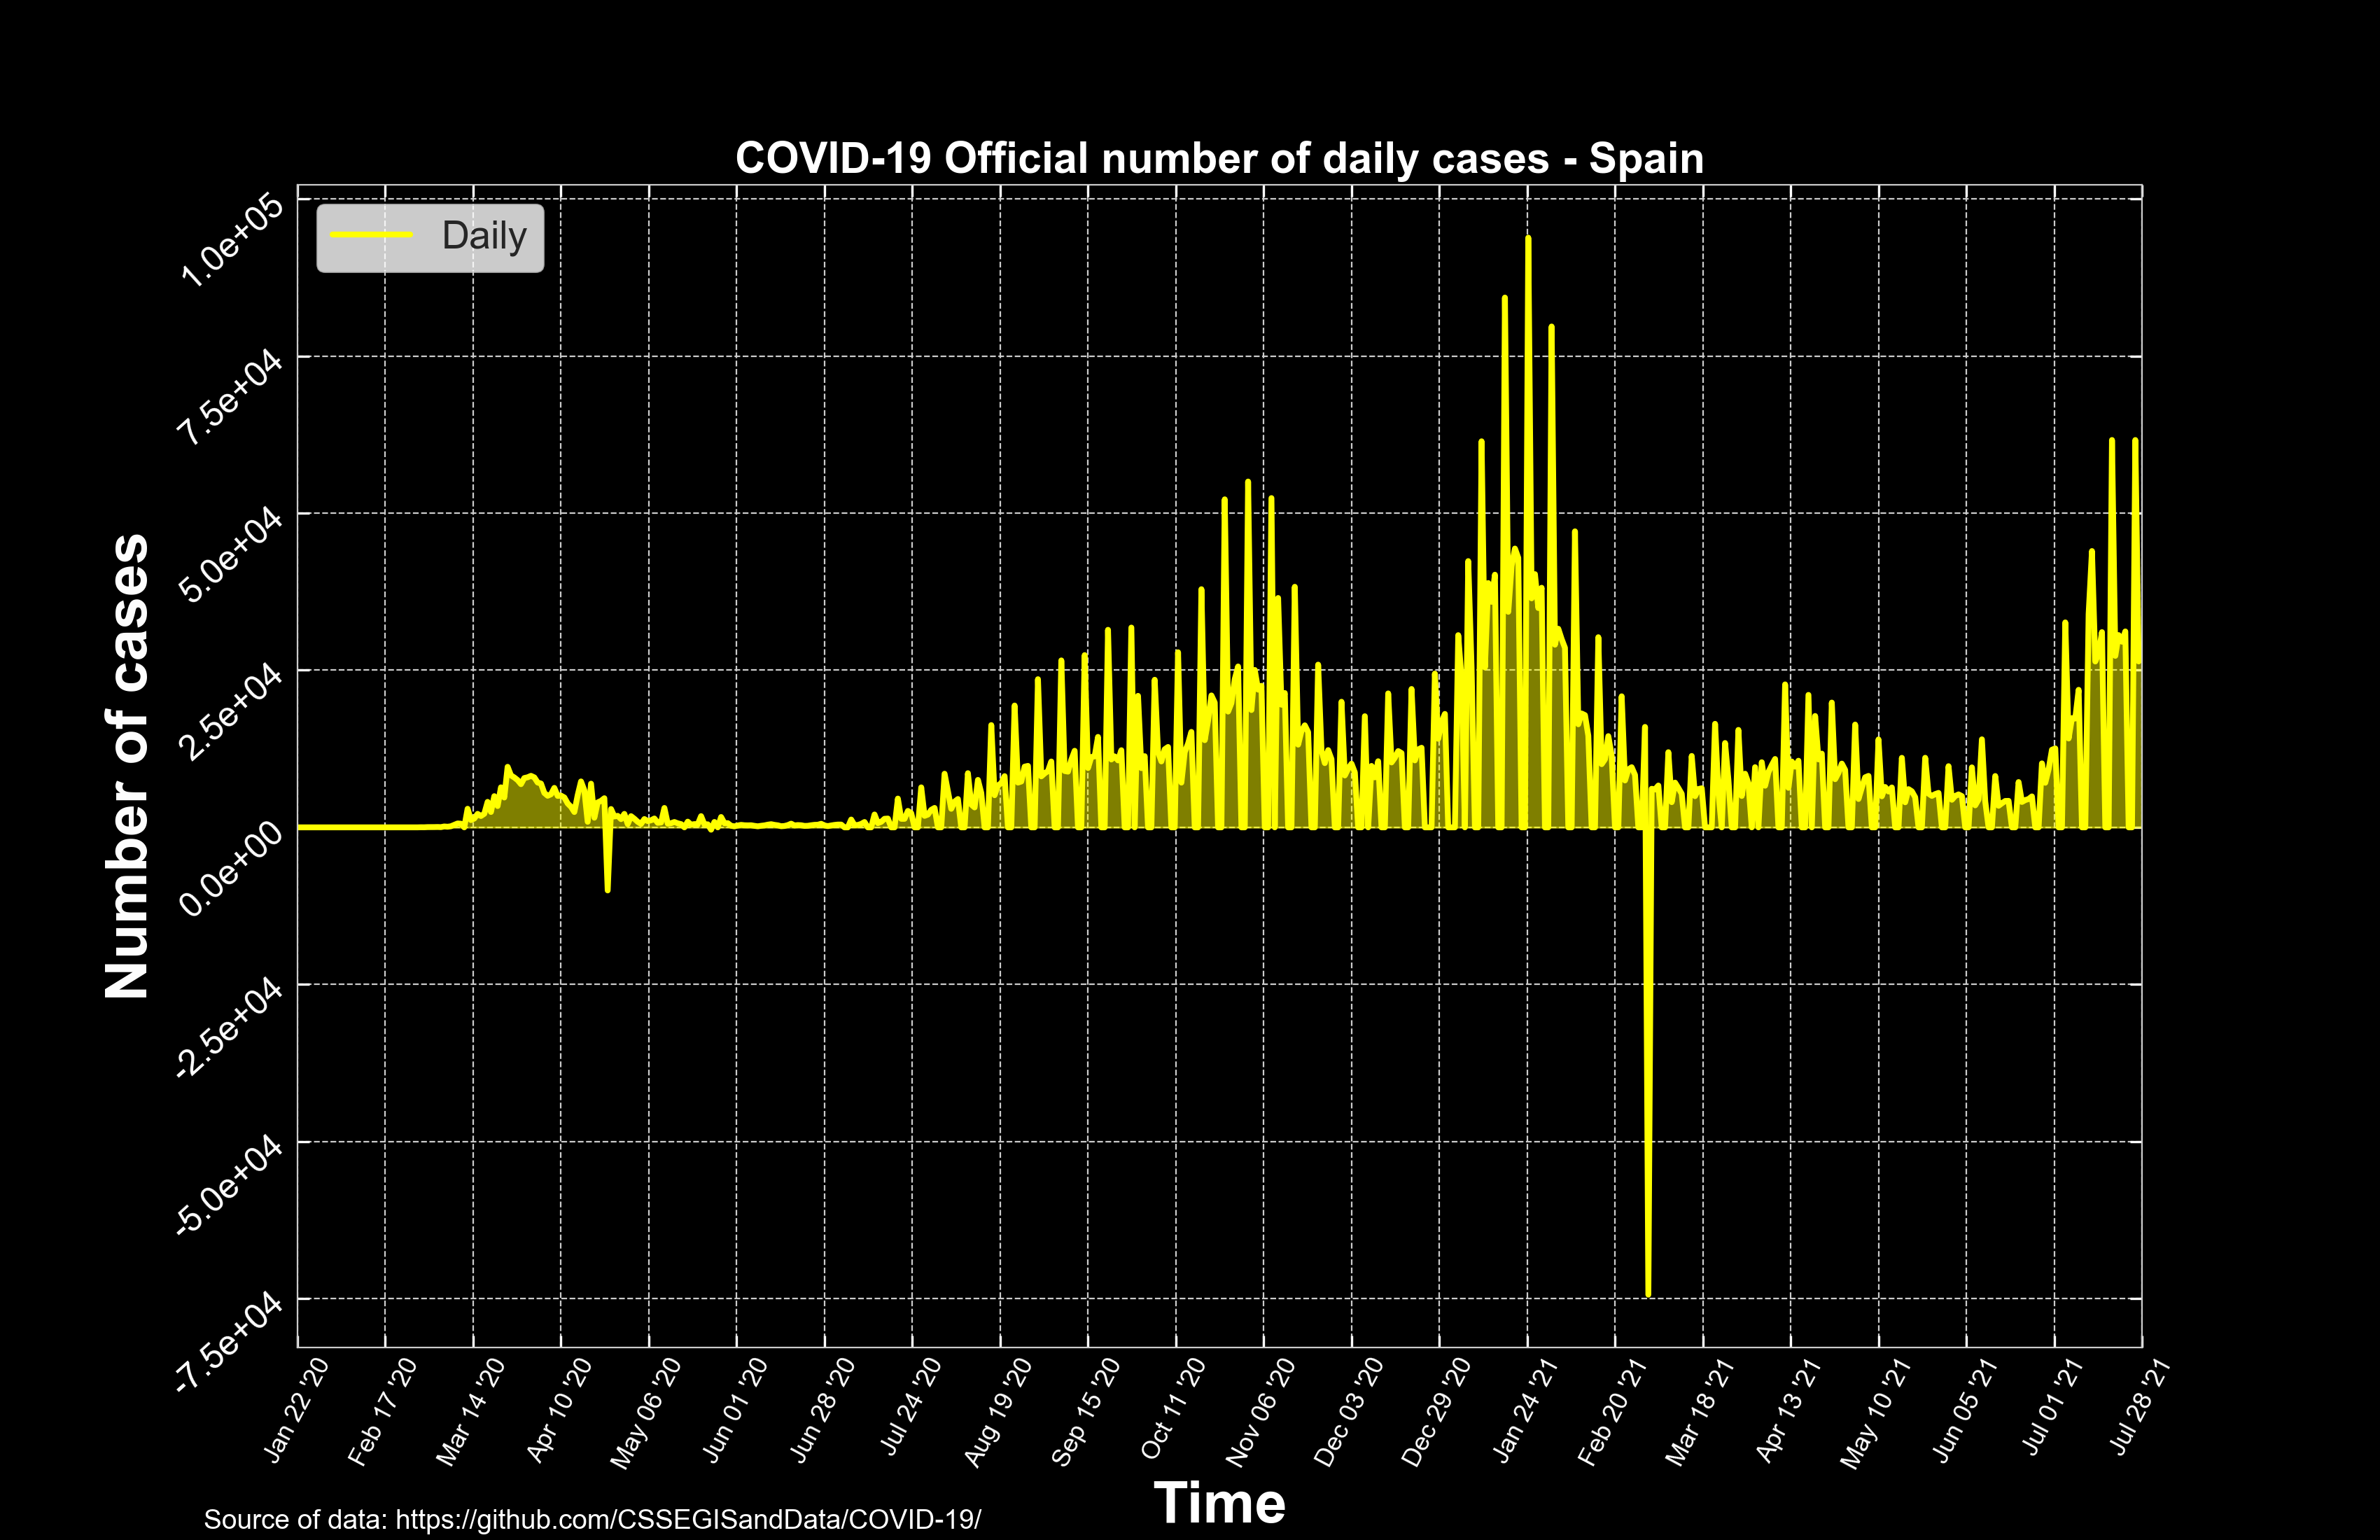 COVID-19 Official number of daily cases - Spain
Daily
Number of cases
1.0e+05
7.5e+04
5.0e+04
2.5e+04
0.0e+00
-2.5e+04
-5.0e+04
-7.5e+04
Jan 22 '20
Feb 17 '20
Mar 14 '20
Apr 10 '20
May 06 '20
Jun 01 '20
Jun 28 '20
Jul 24 '20
Aug 19 '20
Sep 15 '20
Oct 11 '20
Nov 06 '20
Dec 03 '20
Dec 29 '20
Jan 24 '21
Feb 20 '21
Mar 18 '21
Apr 13 '21
May 10 '21
Jun 05 '21
Jul 01 '21
Jul 28 '21
Time
Source of data: https://github.com/CSSEGISandData/COVID-19/